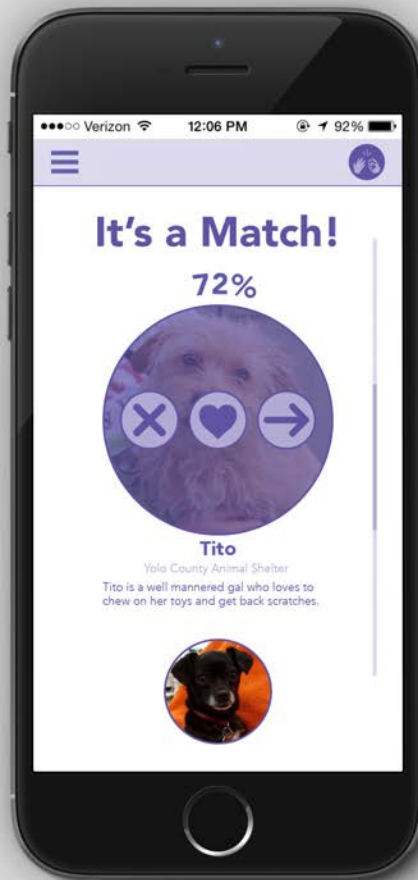 Verizon 12:06 PM 92%
It's a Match!
72%
Tito
Yolo County Animal Shelter
Tito is a well mannered gal who loves to
chew on her toys and get back scratches.